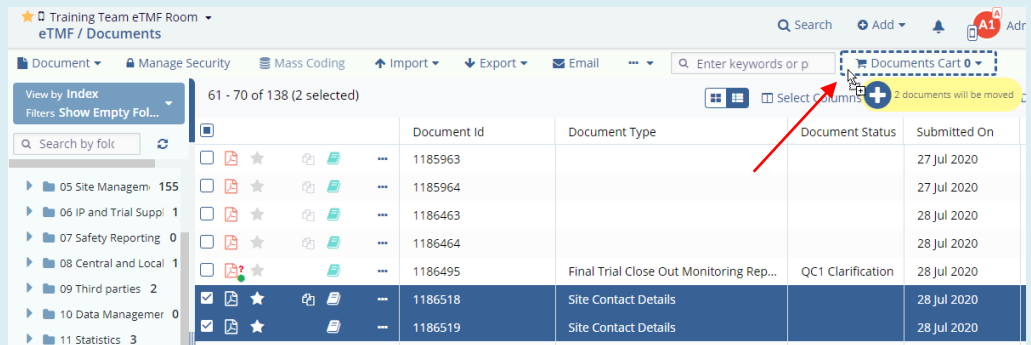 Training Team eTMF Room
A
A1
eTMF / Documents
Search
Add
Document
Manage Security
Mass Coding
Import
Export
Email
Enter keywords or p
Documents Cart 0
View by Index
Filters Show Empty Fol...
61 - 70 of 138 (2 selected)
Select Columns
2 documents will be moved
Search by fold
Document Id Document Type Document Status Submitted On
1185963 27 Jul 2020
1185964 27 Jul 2020
1186463 28 Jul 2020
1186464 28 Jul 2020
1186495 Final Trial Close Out Monitoring Rep... QC1 Clarification 28 Jul 2020
1186518 Site Contact Details 28 Jul 2020
1186519 Site Contact Details 28 Jul 2020
05 Site Managem 155
06 IP and Trial Suppl 1
07 Safety Reporting 0
08 Central and Local 1
09 Third parties 2
10 Data Managemer 0
11 Statistics 3